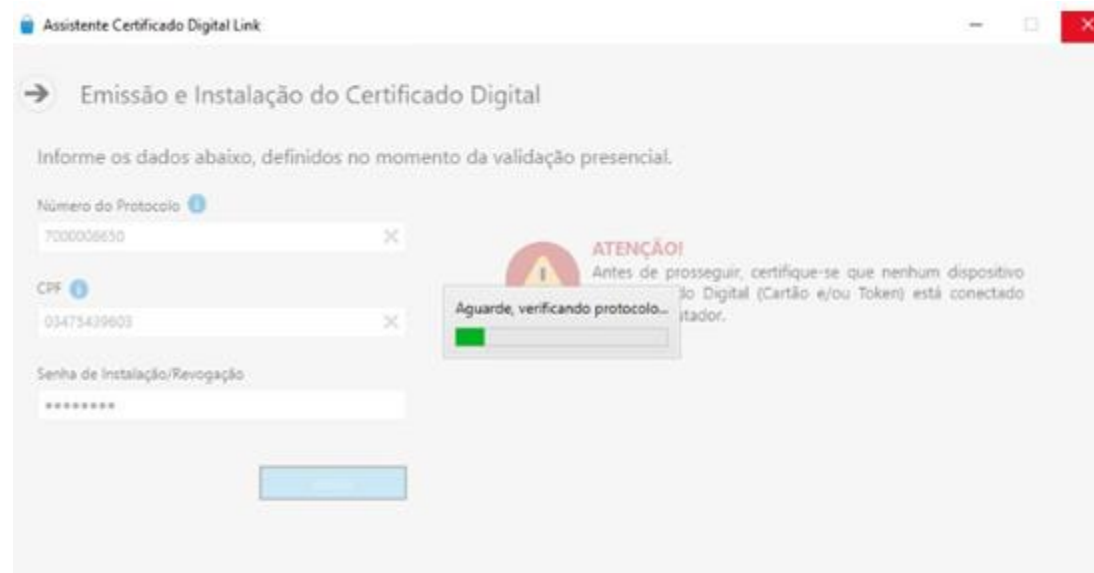 Assistente Certificado Digital Link
Emissão e Instalação do Certificado Digital
Informe os dados abaixo, definidos no momento da validação presencial.
Número do Protocolo
7000006650
CPF
03475439603
Senha de Instalação/Revogação
********
ATENÇÃO!
Antes de prosseguir, certifique-se que nenhum dispositivo
do Digital (Cartão e/ou Token) está conectado
tador.
Aguarde, verificando protocolo...